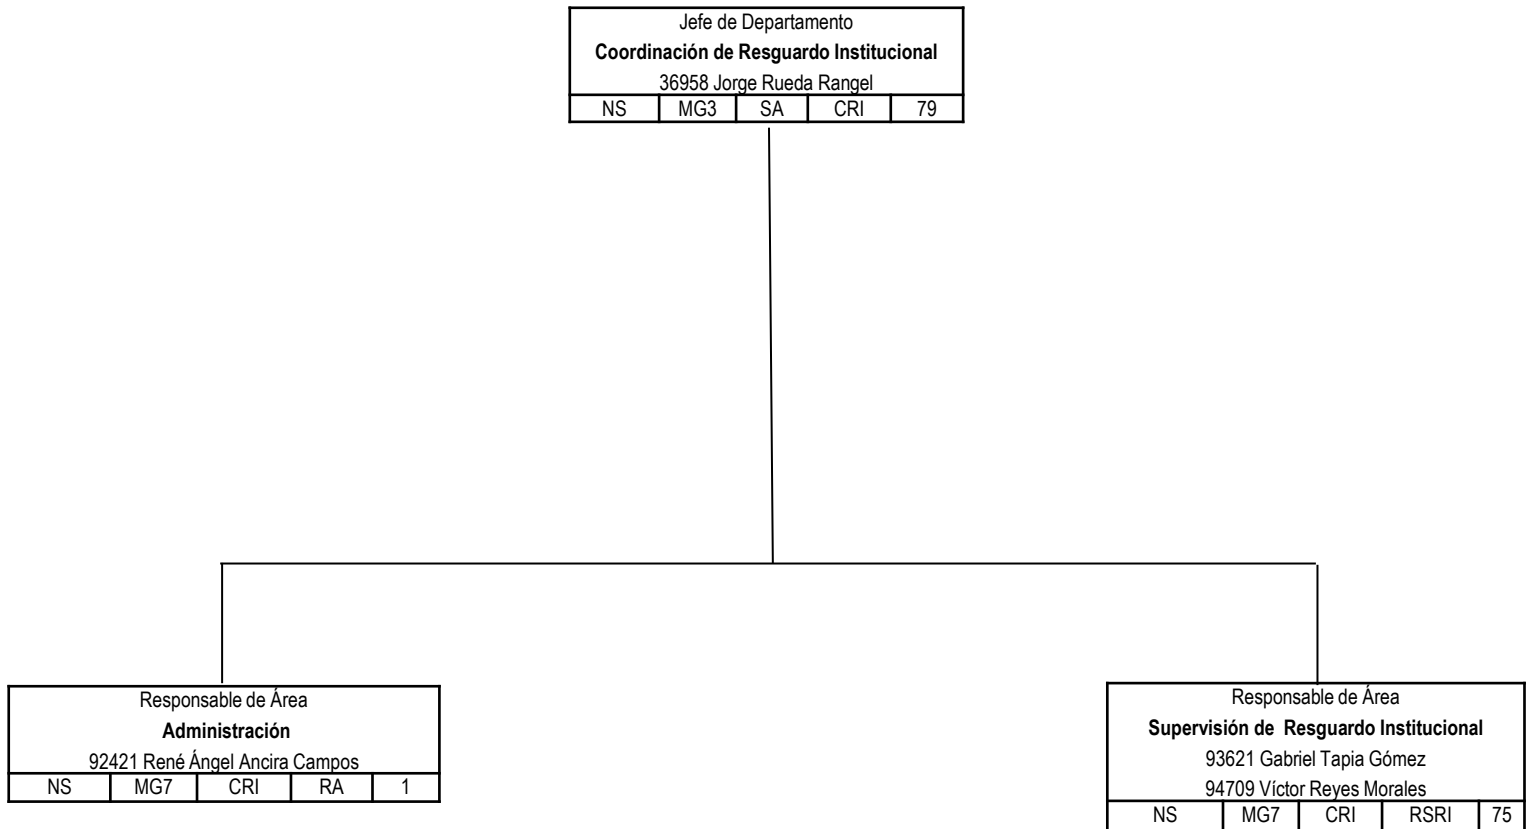 Jefe de Departamento
Coordinación de Resguardo Institucional
36958 Jorge Rueda Rangel
NS MG3 SA CRI 79
Responsable de Área
Administración
92421 René Ángel Ancira Campos
NS MG7 CRI RA 1
Responsable de Área
Supervisión de Resguardo Institucional
93621 Gabriel Tapia Gómez
94709 Víctor Reyes Morales
NS MG7 CRI RSRI 75